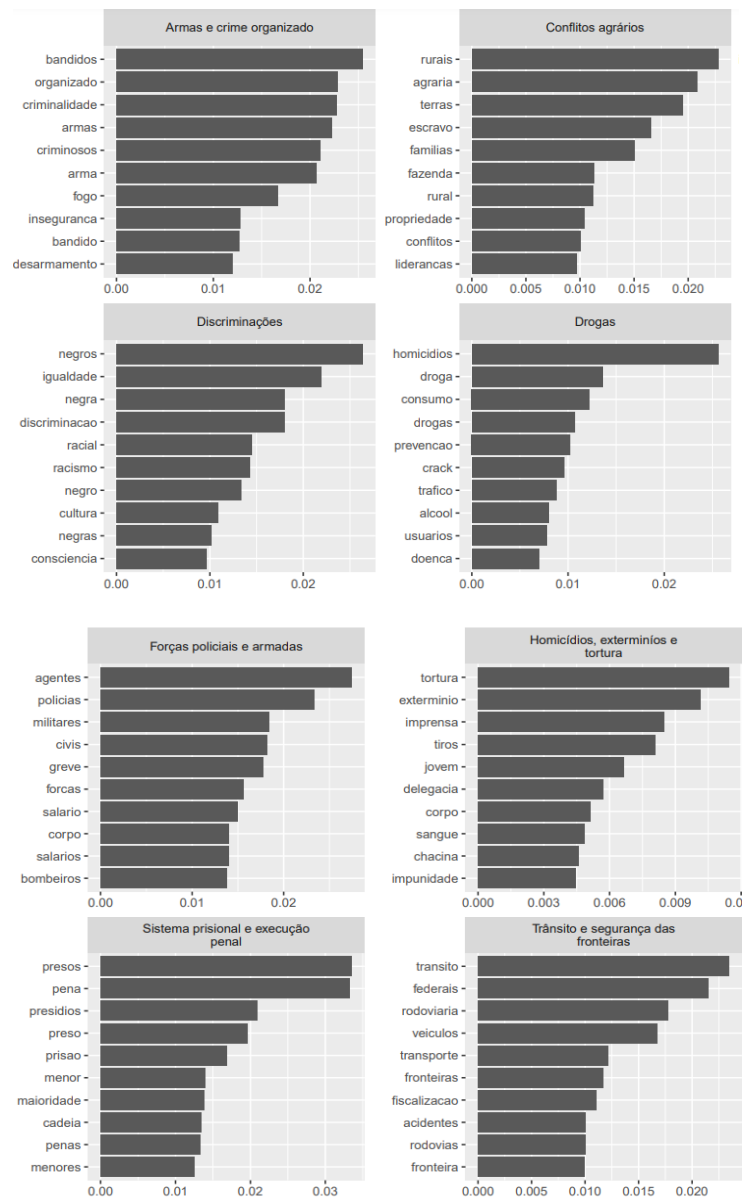 Armas e crime organizado
bandidos
organizado
criminalidade
armas
criminosos
arma
fogo
inseguranca
bandido
desarmamento
0.00 0.01 0.02
Conflitos agrários
rurais
agraria
terras
escravo
familias
fazenda
rural
propriedade
conflitos
liderancas
0.000 0.005 0.010 0.015 0.020
Discriminações
negros
igualdade
negra
discriminacao
racial
racismo
negro
cultura
negras
consciencia
0.00 0.01 0.02
Drogas
homicidios
droga
consumo
drogas
prevencao
crack
trafico
alcool
usuarios
doenca
0.00 0.01 0.02
Forças policiais e armadas
agentes
policias
militares
civis
greve
forcas
salario
corpo
salarios
bombeiros
0.00 0.01 0.02
Homicídios, exterminíos e
tortura
tortura
exterminio
imprensa
tiros
jovem
delegacia
corpo
sangue
chacina
impunidade
0.000 0.003 0.006 0.009
Sistema prisional e execução
penal
presos
pena
presidios
preso
prisao
menor
maioridade
cadeia
penas
menores
0.00 0.01 0.02 0.03
Trânsito e segurança das
fronteiras
transito
federais
rodoviaria
veiculos
transporte
fronteiras
fiscalizacao
acidentes
rodovias
fronteira
0.000 0.005 0.010 0.015 0.020